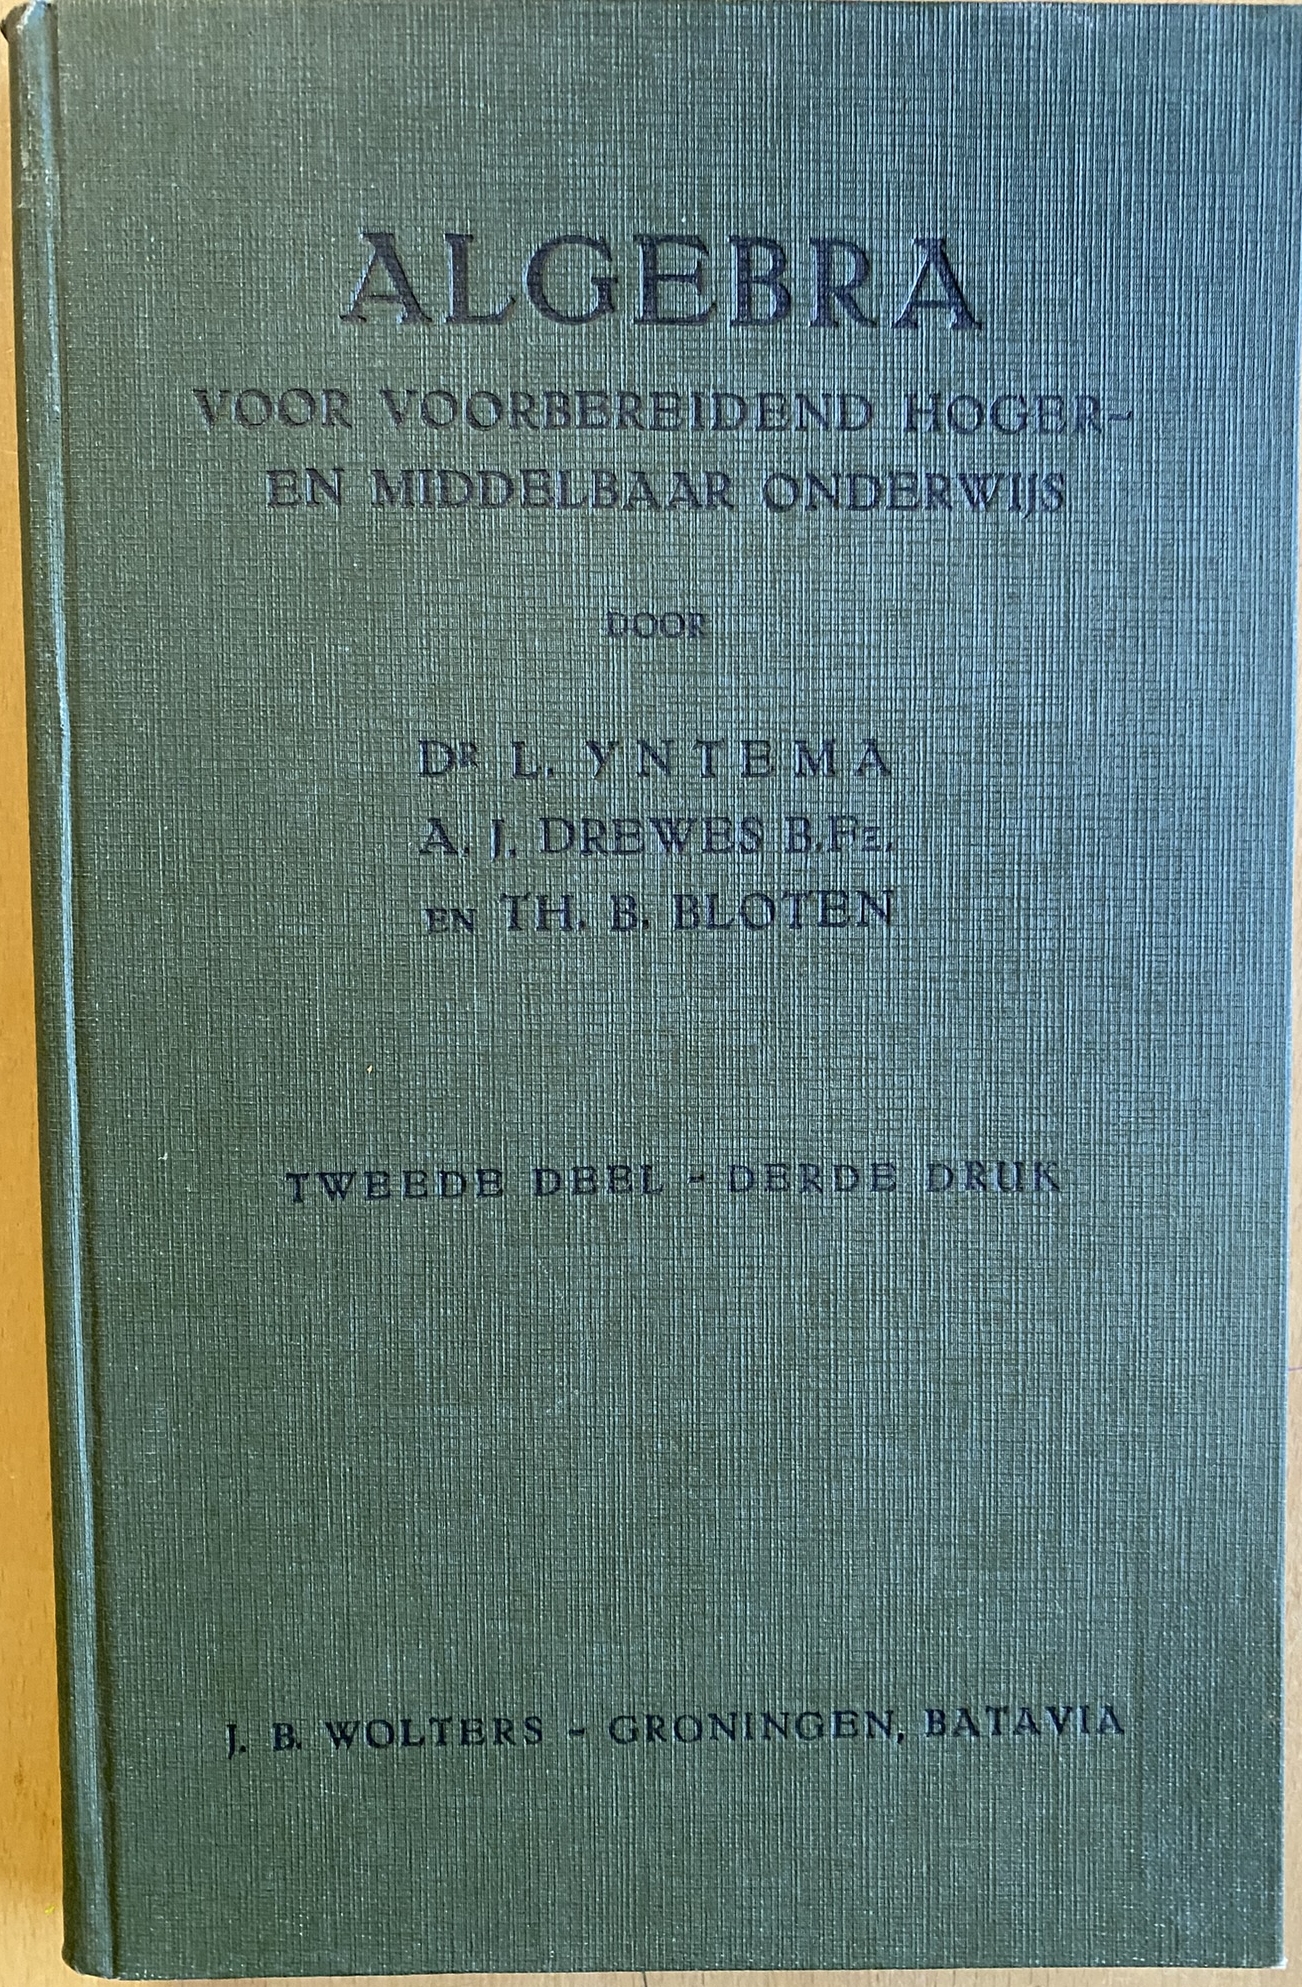 ALGEBRA
VOOR VOORBEREIDEND HOGER-
EN MIDDELBAAR ONDERWIJS
DOOR
DR L. YNTEMA
A. J. DREWES B.Fz.
EN TH. B. BLOTEN
TWEEDE DEEL - DERDE DRUK
J. B. WOLTERS - GRONINGEN, BATAVIA